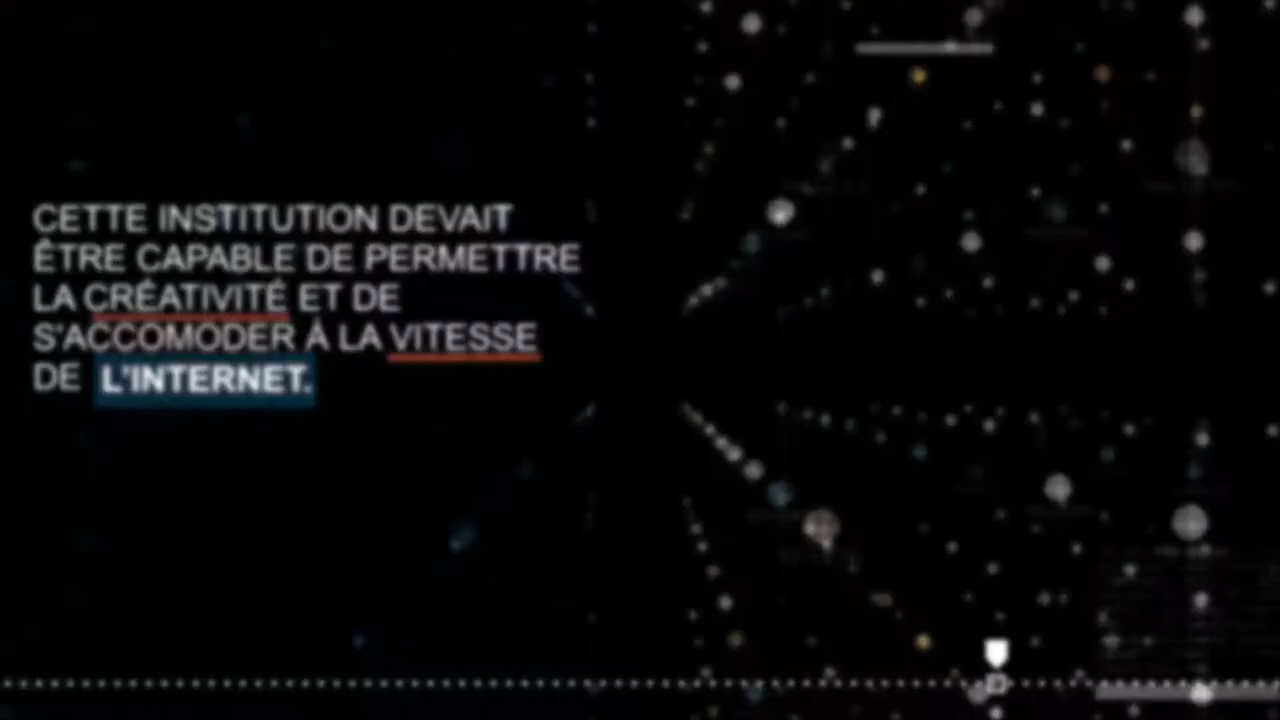 CETTE INSTITUTION DEVAIT
ÊTRE CAPABLE DE PERMETTRE
LA CRÉATIVITÉ ET DE
S'ACCOMODER À LA VITESSE
DE L'INTERNET.